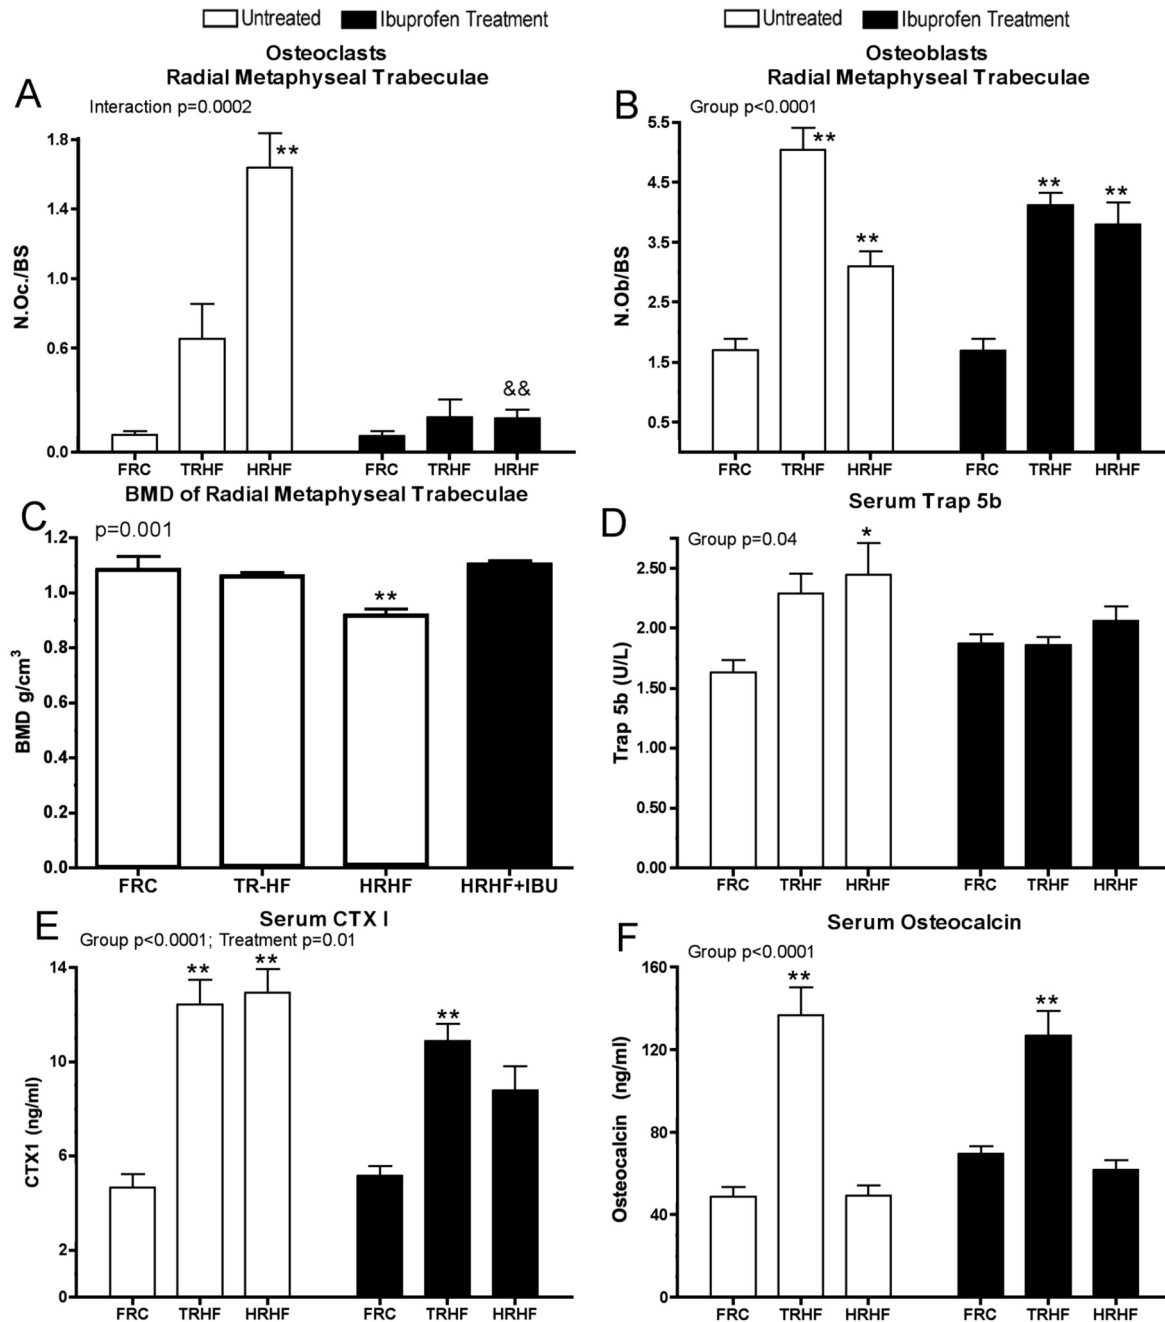 Untreated Ibuprofen Treatment
Untreated Ibuprofen Treatment
Osteoclasts
Radial Metaphyseal Trabeculae
A
Interaction p=0.0002
N.Oc./BS
1.8
1.4
1.0
0.6
0.0
**
&&
FRC TRHF HRHF FRC TRHF HRHF
Osteoblasts
Radial Metaphyseal Trabeculae
B
Group p<0.0001
N.Ob/BS
5.5
4.5
3.5
2.5
1.5
0.5
**
**
**
**
FRC TRHF HRHF FRC TRHF HRHF
BMD of Radial Metaphyseal Trabeculae
C
p=0.001
BMD g/cm³
1.2
1.0
0.8
0.6
0.4
0.2
0.0
**
FRC TR-HF HRHF HRHF+IBU
Serum Trap 5b
D
Group p=0.04
Trap 5b (U/L)
2.50
2.00
1.50
1.00
0.50
0.00
*
FRC TRHF HRHF FRC TRHF HRHF
Serum CTX I
E
Group p<0.0001; Treatment p=0.01
CTX1 (ng/ml)
14
10
6
2
0
**
**
**
FRC TRHF HRHF FRC TRHF HRHF
Serum Osteocalcin
F
Group p<0.0001
Osteocalcin (ng/ml)
160
120
80
40
0
**
**
FRC TRHF HRHF FRC TRHF HRHF